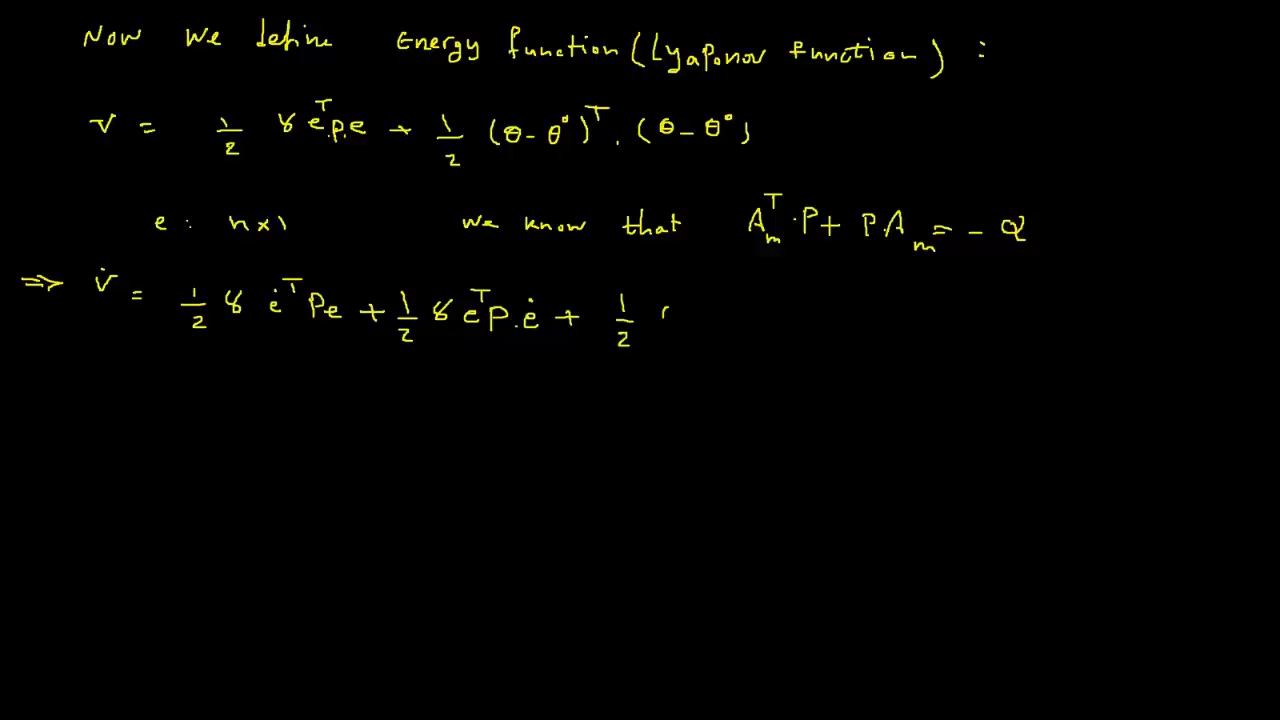 Now we define Energy function (Lyaponov function) :
V = 1/2 γ e^T.P.e + 1/2 (θ - θ°)^T . (θ - θ°)
e : n×1 we know that A_m^T . P + P.A_m = - Q
⇒ V̇ = 1/2 γ ė^T Pe + 1/2 γ e^T P.ė + 1/2 (